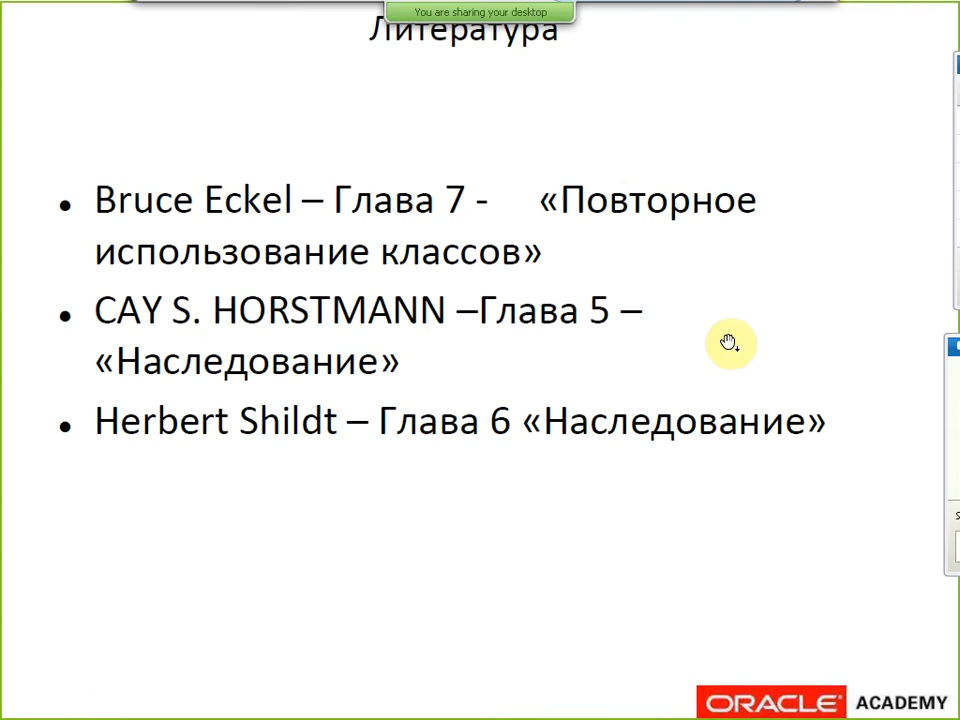 You are sharing your desktop
Литература
• Bruce Eckel – Глава 7 - «Повторное
использование классов»
• CAY S. HORSTMANN –Глава 5 –
«Наследование»
• Herbert Shildt – Глава 6 «Наследование»
ORACLE ACADEMY